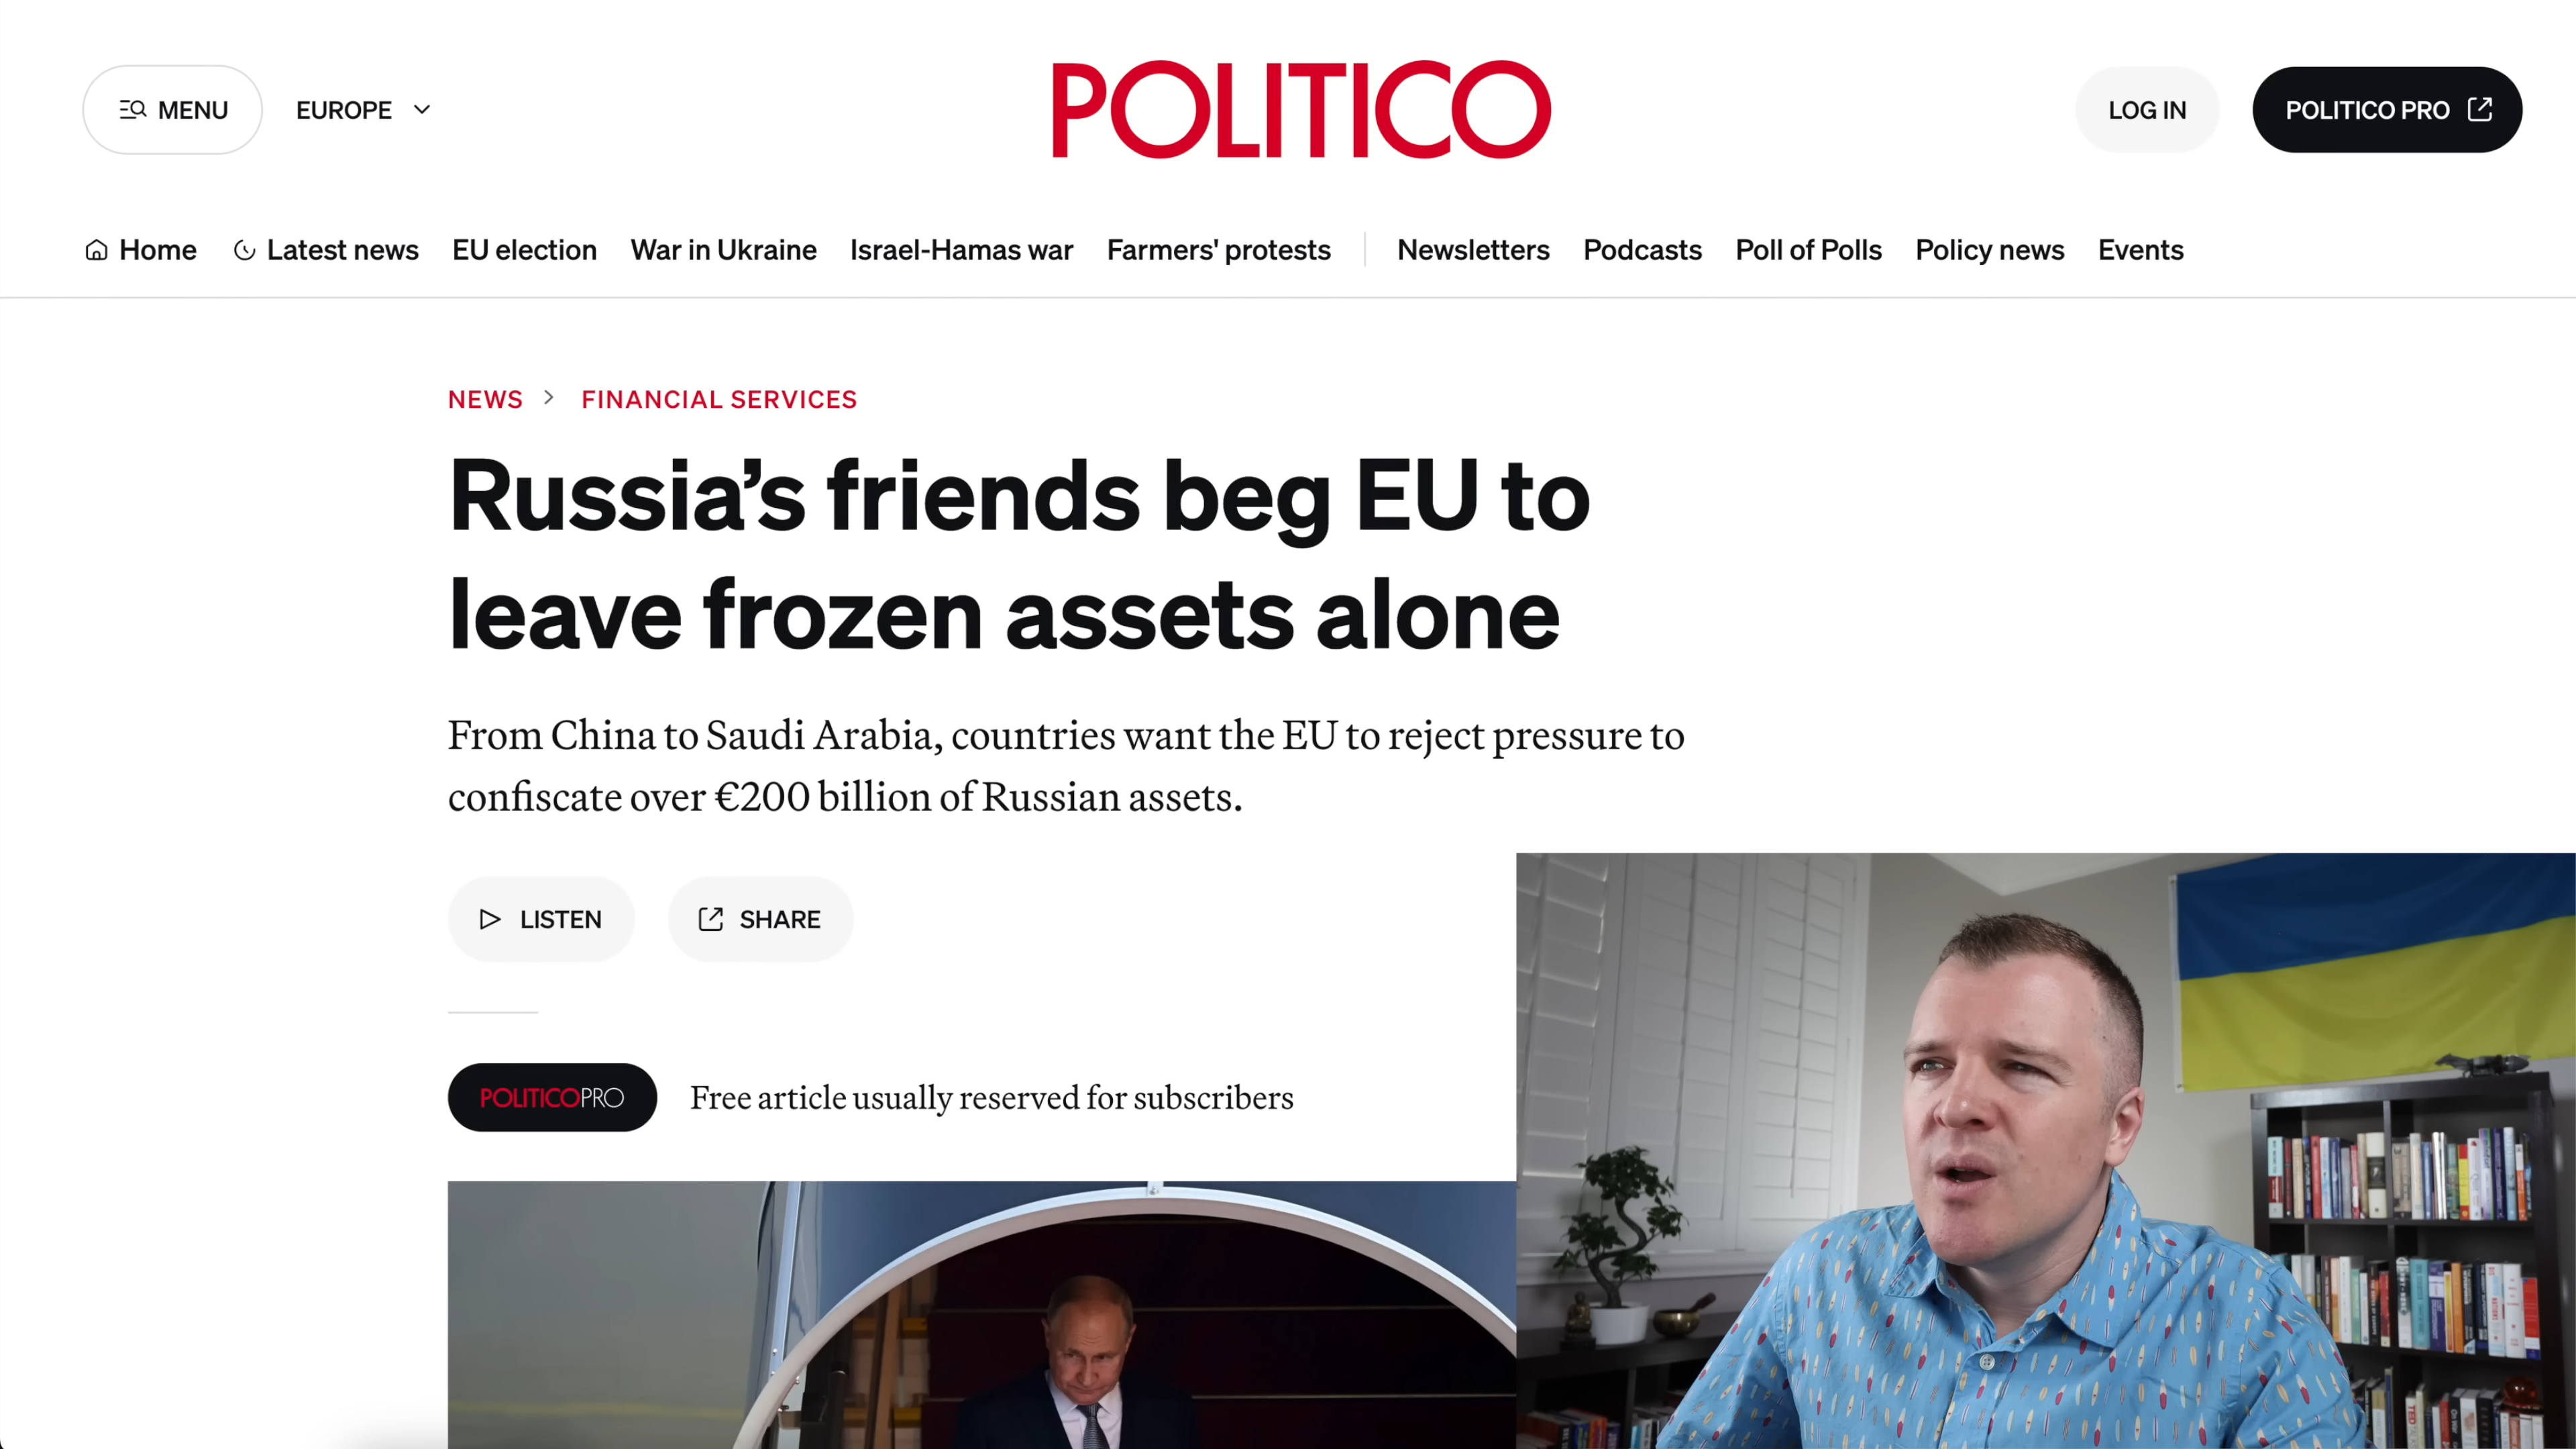 MENU
EUROPE
POLITICO
LOG IN
POLITICO PRO
Home
Latest news
EU election
War in Ukraine
Israel-Hamas war
Farmers' protests
Newsletters
Podcasts
Poll of Polls
Policy news
Events
NEWS > FINANCIAL SERVICES
Russia’s friends beg EU to
leave frozen assets alone
From China to Saudi Arabia, countries want the EU to reject pressure to
confiscate over €200 billion of Russian assets.
LISTEN
SHARE
POLITICOPRO
Free article usually reserved for subscribers